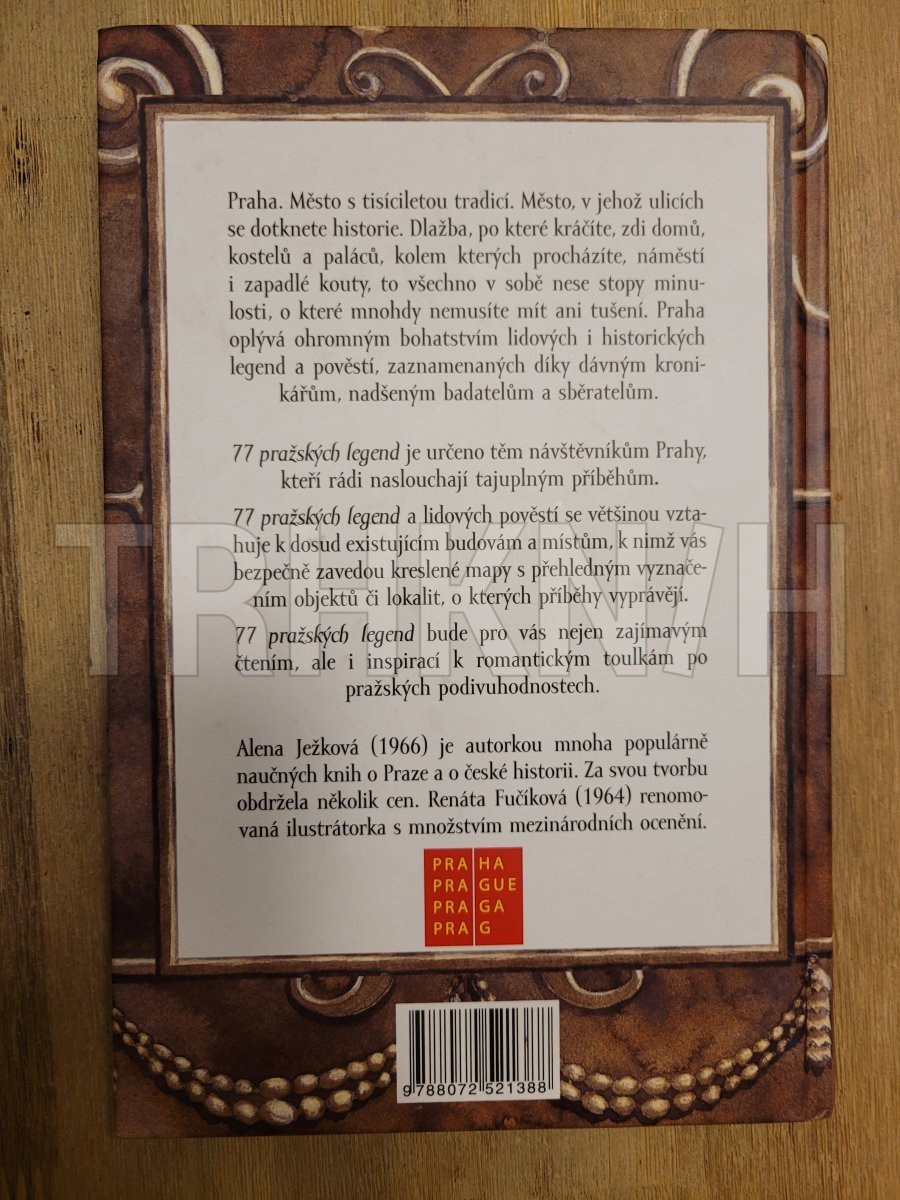 Praha. Město s tisíciletou tradicí. Město, v jehož ulicích
se dotknete historie. Dlažba, po které kráčíte, zdi domů,
kostelů a paláců, kolem kterých procházíte, náměstí
i zapadlé kouty, to všechno v sobě nese stopy minu-
losti, o které mnohdy nemusíte mít ani tušení. Praha
oplývá ohromným bohatstvím lidových i historických
legend a pověstí, zaznamenaných díky dávným kroni-
kářům, nadšeným badatelům a sběratelům.
77 pražských legend je určeno těm návštěvníkům Prahy,
kteří rádi naslouchají tajuplným příběhům.
77 pražských legend a lidových pověstí se většinou vzta-
huje k dosud existujícím budovám a místům, k nimž vás
bezpečně zavedou kreslené mapy s přehledným vyznače-
ním objektů či lokalit, o kterých příběhy vyprávějí.
77 pražských legend bude pro vás nejen zajímavým
čtením, ale i inspirací k romantickým toulkám po
pražských podivuhodnostech.
Alena Ježková (1966) je autorkou mnoha populárně
naučných knih o Praze a o české historii. Za svou tvorbu
obdržela několik cen. Renáta Fučíková (1964) renomo-
vaná ilustrátorka s množstvím mezinárodních ocenění.
PRA HA
PRA GUE
PRA GA
PRA G
9 788072 521388
TRHKNIH